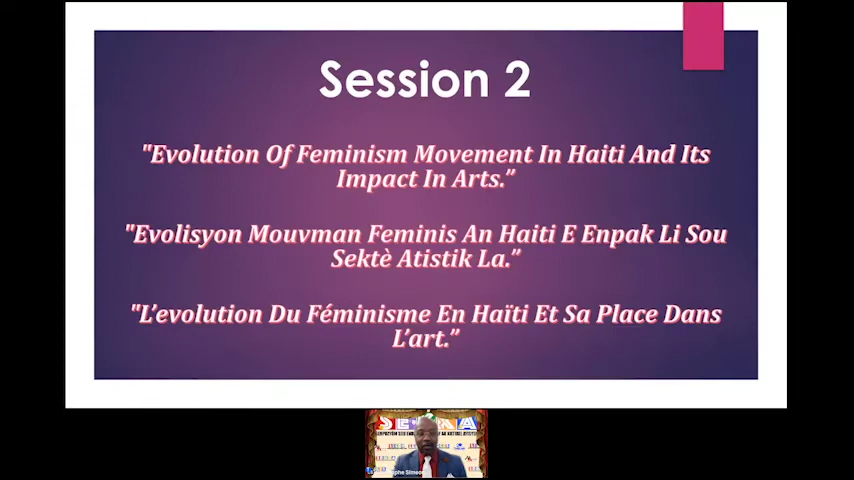 Session 2
"Evolution Of Feminism Movement In Haiti And Its
Impact In Arts.”
"Evolisyon Mouvman Feminis An Haiti E Enpak Li Sou
Sektè Atistik La.”
"L’evolution Du Féminisme En Haïti Et Sa Place Dans
L’art.”